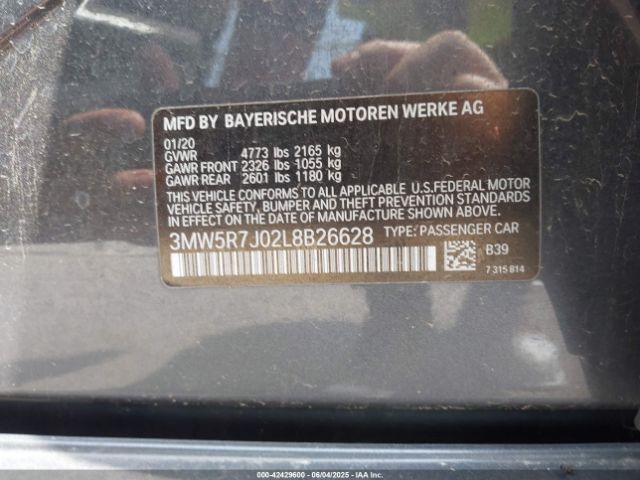 MFD BY BAYERISCHE MOTOREN WERKE AG
01/20
GVWR 4773 lbs 2165 kg
GAWR FRONT 2326 lbs 1055 kg
GAWR REAR 2601 lbs 1180 kg
THIS VEHICLE CONFORMS TO ALL APPLICABLE U.S.FEDERAL MOTOR
VEHICLE SAFETY, BUMPER AND THEFT PREVENTION STANDARDS
IN EFFECT ON THE DATE OF MANUFACTURE SHOWN ABOVE.
3MW5R7J02L8B26628 TYPE: PASSENGER CAR
B39
7 315 814
000-42429600 - 06/04/2025 - IAAI.COM